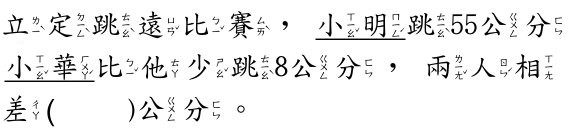 立定跳遠比賽，小明跳55公分
小華比他少跳8公分，兩人相
差(　　)公分。